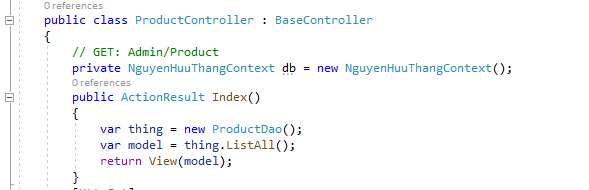 0 references
public class ProductController : BaseController
{
// GET: Admin/Product
private NguyenHuuThangContext db = new NguyenHuuThangContext();
0 references
public ActionResult Index()
{
var thing = new ProductDao();
var model = thing.ListAll();
return View(model);
}